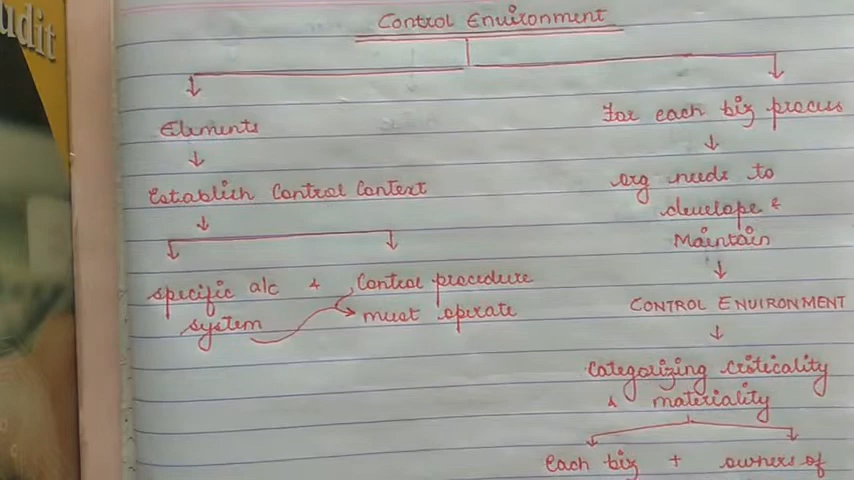 udit
Control Environment
Elements
Establish Control Context
specific a/c & Control procedure
system must operate
For each biz process
org needs to
develope &
Maintain
CONTROL ENVIRONMENT
Categorizing criticality
& materiality
Each biz + owners of